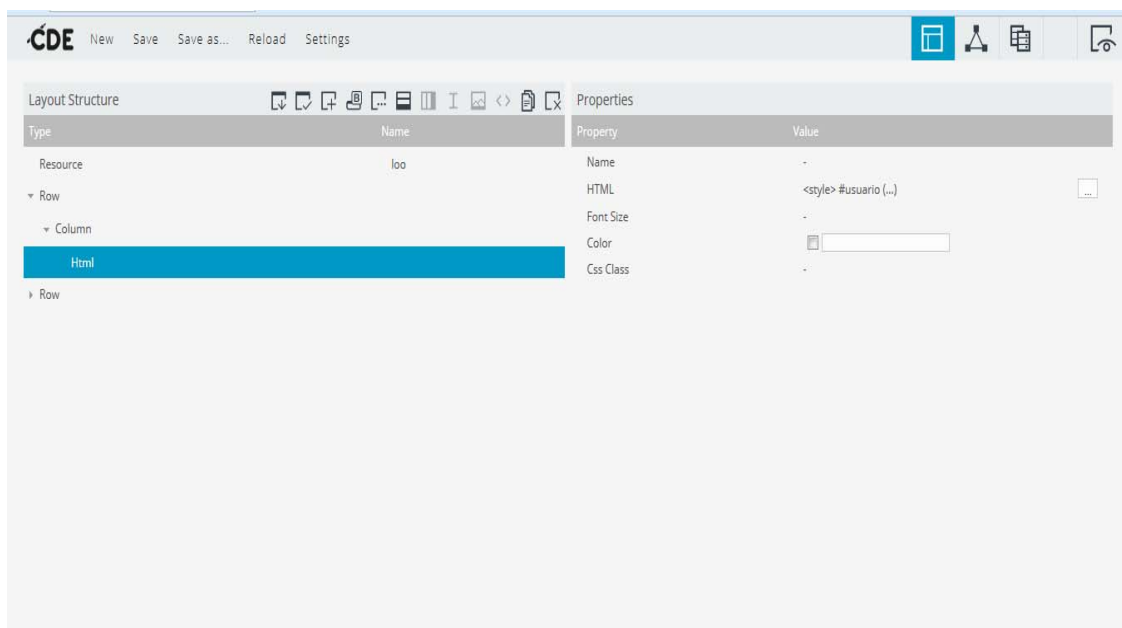 CDE New Save Save as... Reload Settings
Layout Structure
Type Name
Resource loo
Row
Column
Html
Row
Properties
Property Value
Name -
HTML <style> #usuario (...) ...
Font Size -
Color
Css Class -